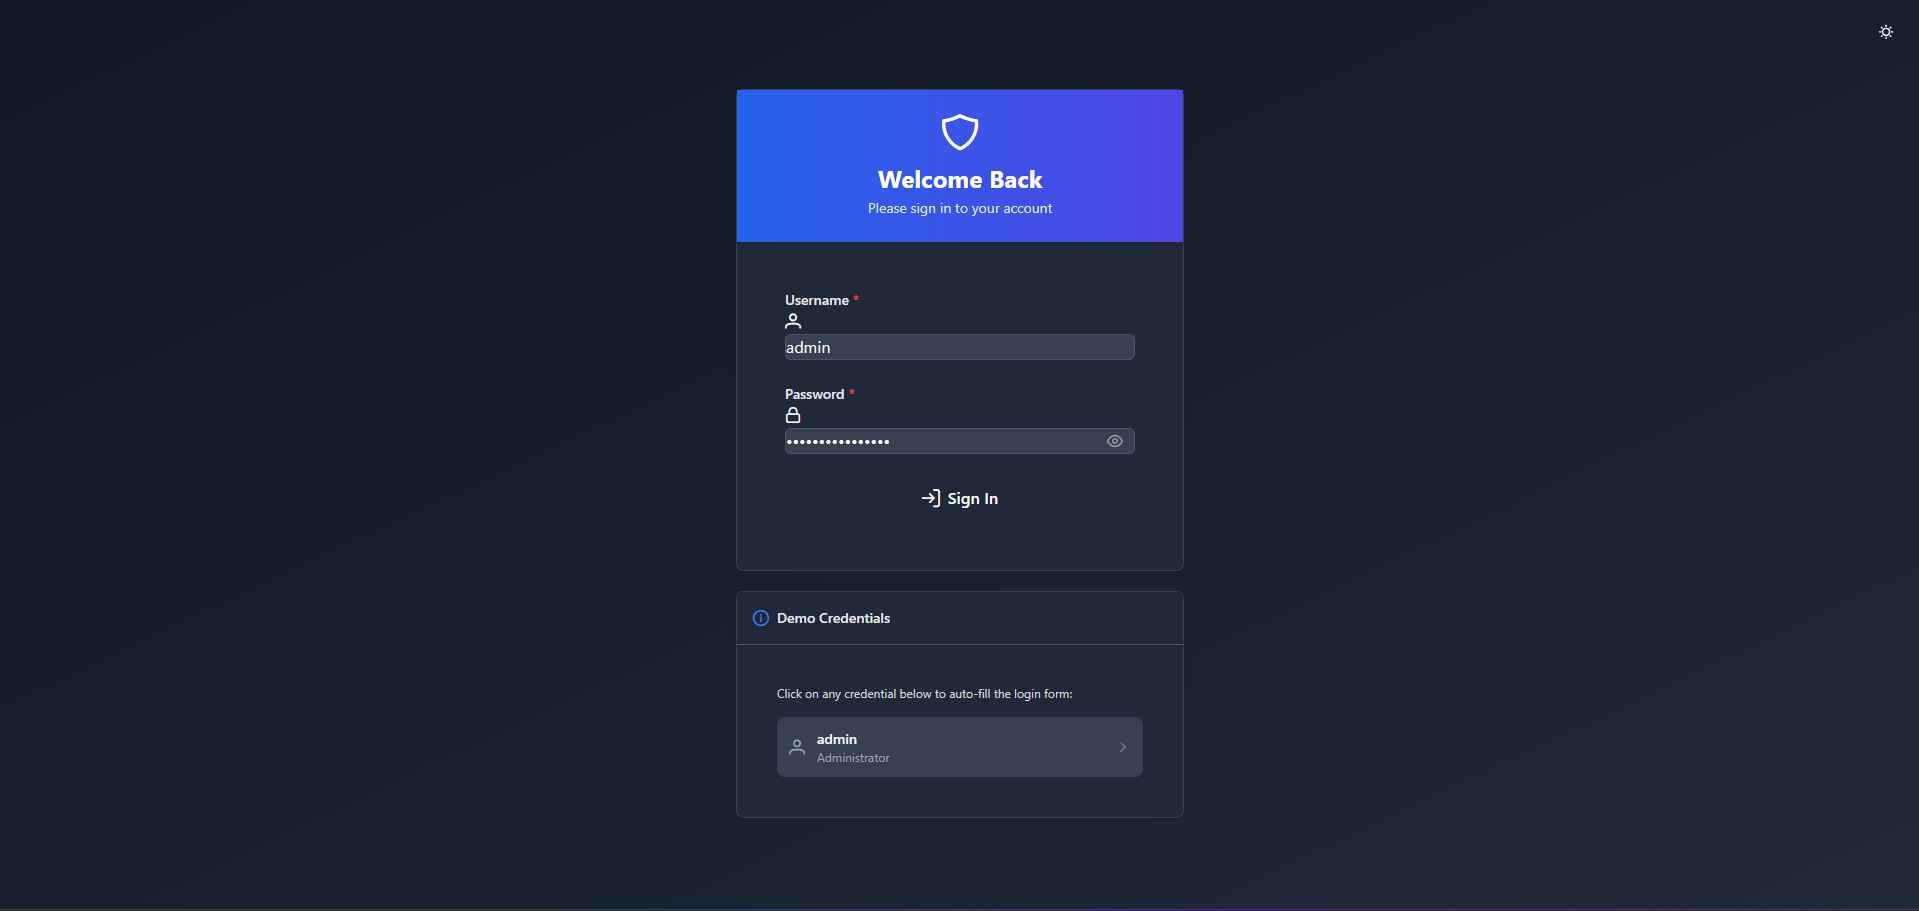 Welcome Back
Please sign in to your account
Username *
admin
Password *
••••••••••••••••
Sign In
Demo Credentials
Click on any credential below to auto-fill the login form:
admin
Administrator